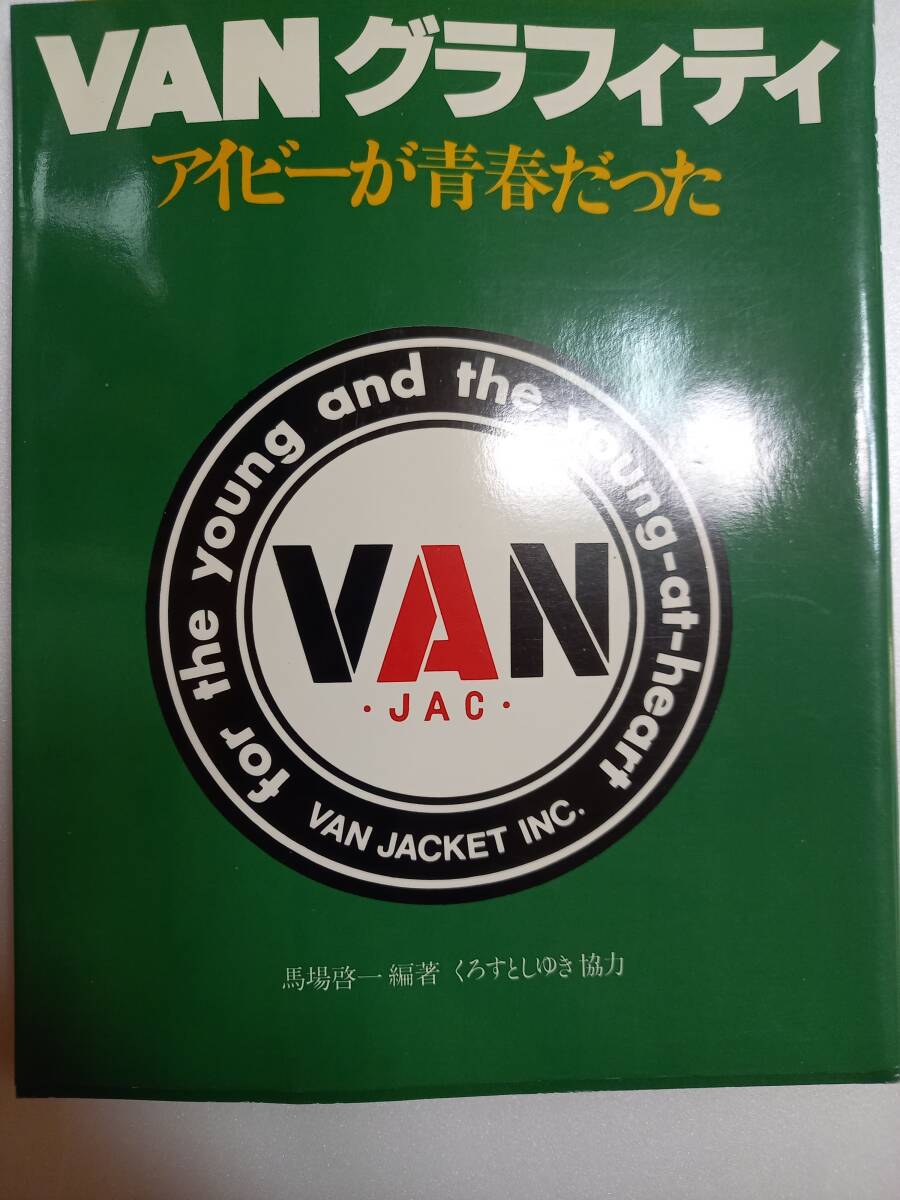 VANグラフィティ
アイビーが青春だった
for the young and the young-at-heart
VAN
・JAC・
VAN JACKET INC.
馬場啓一 編著 くろすとしゆき 協力